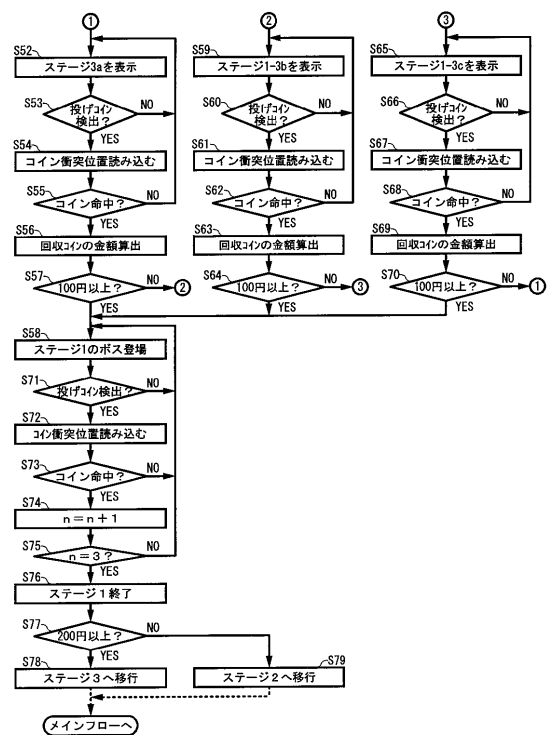 ①
S52
ステージ3aを表示
S53
投げコイン
検出?
NO
YES
S54
コイン衝突位置読み込む
S55
コイン命中?
NO
YES
S56
回収コインの金額算出
S57
100円以上?
NO
②
YES
②
S59
ステージ1-3bを表示
S60
投げコイン
検出?
NO
YES
S61
コイン衝突位置読み込む
S62
コイン命中?
NO
YES
S63
回収コインの金額算出
S64
100円以上?
NO
③
YES
③
S65
ステージ1-3cを表示
S66
投げコイン
検出?
NO
YES
S67
コイン衝突位置読み込む
S68
コイン命中?
NO
YES
S69
回収コインの金額算出
S70
100円以上?
NO
①
YES
S58
ステージ1のボス登場
S71
投げコイン検出?
NO
YES
S72
コイン衝突位置読み込む
S73
コイン命中?
NO
YES
S74
n=n+1
S75
n=3?
NO
YES
S76
ステージ1終了
S77
200円以上?
NO
YES
S78
ステージ3へ移行
S79
ステージ2へ移行
メインフローへ